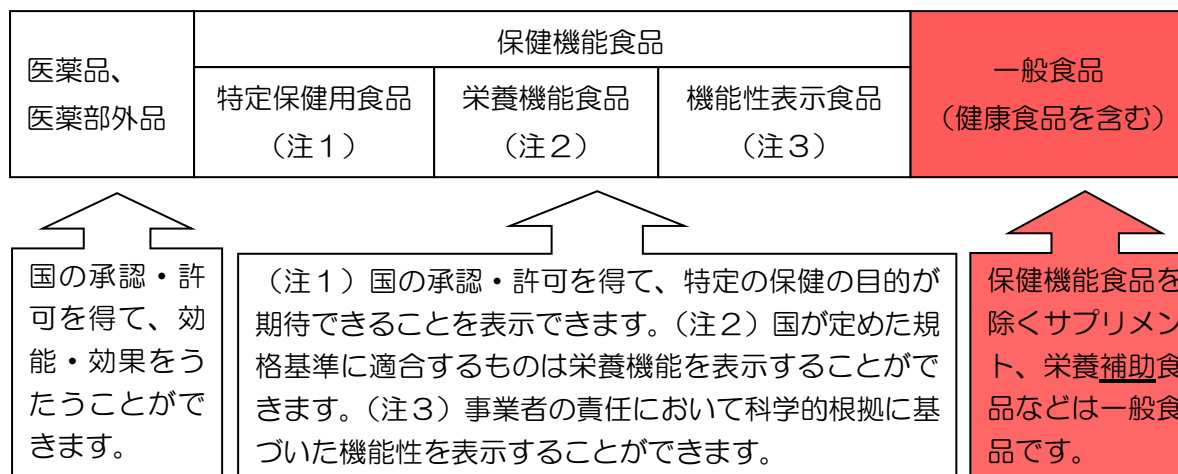 医薬品、
医薬部外品
保健機能食品
特定保健用食品
（注１）
栄養機能食品
（注２）
機能性表示食品
（注３）
一般食品
（健康食品を含む）
国の承認・許
可を得て、効
能・効果をう
たうことがで
きます。
（注１）国の承認・許可を得て、特定の保健の目的が
期待できることを表示できます。（注２）国が定めた規
格基準に適合するものは栄養機能を表示することがで
きます。（注３）事業者の責任において科学的根拠に基
づいた機能性を表示することができます。
保健機能食品を
除くサプリメン
ト、栄養補助食
品などは一般食
品です。